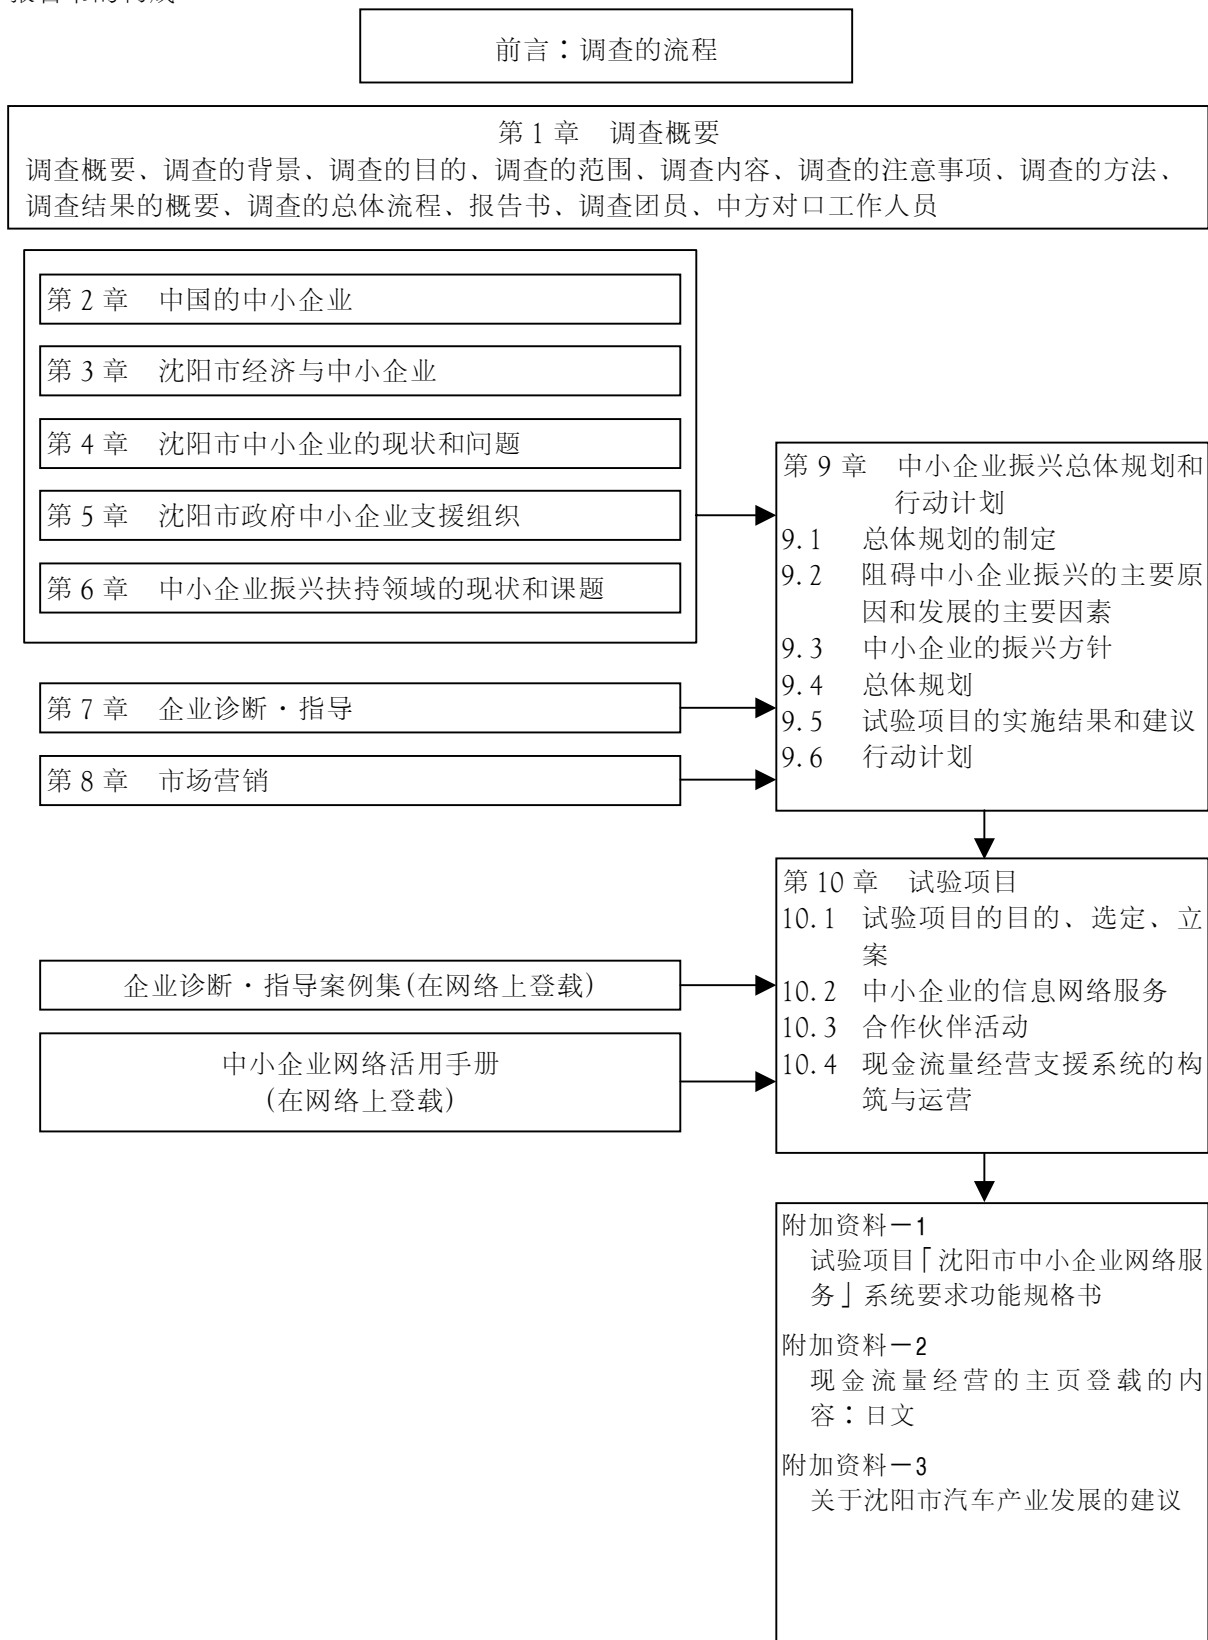 前言：调查的流程
第 1 章　调查概要
调查概要、调查的背景、调查的目的、调查的范围、调查内容、调查的注意事项、调查的方法、
调查结果的概要、调查的总体流程、报告书、调查团员、中方对口工作人员
第 2 章　中国的中小企业
第 3 章　沈阳市经济与中小企业
第 4 章　沈阳市中小企业的现状和问题
第 5 章　沈阳市政府中小企业支援组织
第 6 章　中小企业振兴扶持领域的现状和课题
第 7 章　企业诊断・指导
第 8 章　市场营销
第 9 章　中小企业振兴总体规划和
行动计划
9.1　总体规划的制定
9.2　阻碍中小企业振兴的主要原
因和发展的主要因素
9.3　中小企业的振兴方针
9.4　总体规划
9.5　试验项目的实施结果和建议
9.6　行动计划
企业诊断・指导案例集(在网络上登载)
中小企业网络活用手册
(在网络上登载)
第 10 章　试验项目
10.1　试验项目的目的、选定、立
案
10.2　中小企业的信息网络服务
10.3　合作伙伴活动
10.4　现金流量经营支援系统的构
筑与运营
附加资料－1
试验项目「沈阳市中小企业网络服
务」系统要求功能规格书
附加资料－2
现金流量经营的主页登载的内
容：日文
附加资料－3
关于沈阳市汽车产业发展的建议